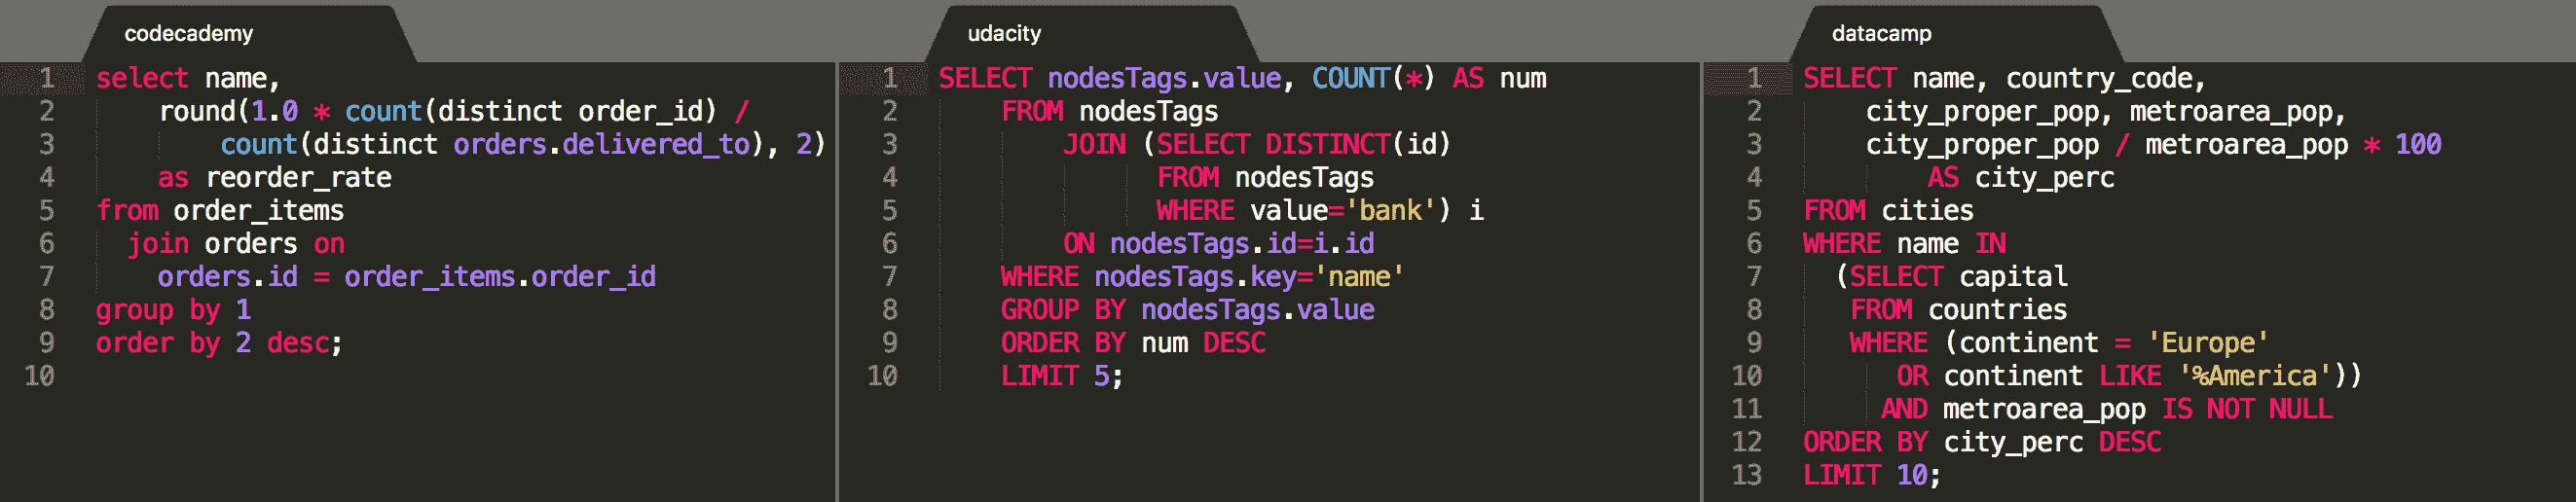 codecademy
1 select name,
2     round(1.0 * count(distinct order_id) /
3         count(distinct orders.delivered_to), 2)
4     as reorder_rate
5 from order_items
6   join orders on
7     orders.id = order_items.order_id
8 group by 1
9 order by 2 desc;
10
udacity
1 SELECT nodesTags.value, COUNT(*) AS num
2     FROM nodesTags
3         JOIN (SELECT DISTINCT(id)
4               FROM nodesTags
5               WHERE value='bank') i
6         ON nodesTags.id=i.id
7     WHERE nodesTags.key='name'
8     GROUP BY nodesTags.value
9     ORDER BY num DESC
10     LIMIT 5;
datacamp
1 SELECT name, country_code,
2     city_proper_pop, metroarea_pop,
3     city_proper_pop / metroarea_pop * 100
4         AS city_perc
5 FROM cities
6 WHERE name IN
7   (SELECT capital
8    FROM countries
9    WHERE (continent = 'Europe'
10       OR continent LIKE '%America'))
11      AND metroarea_pop IS NOT NULL
12 ORDER BY city_perc DESC
13 LIMIT 10;